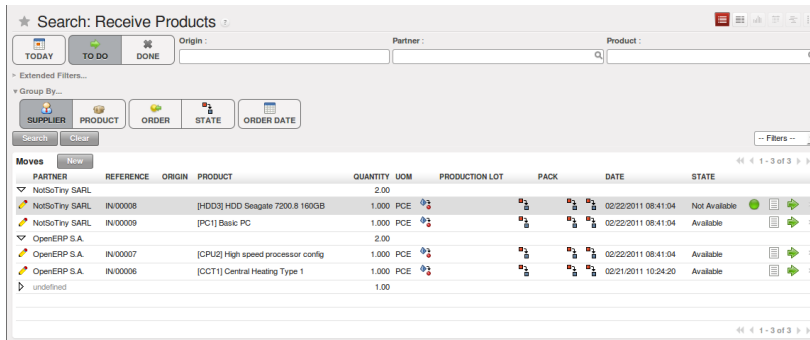 Search: Receive Products ?
TODAY TO DO DONE Origin : Partner : Product :
> Extended Filters...
▾ Group By...
SUPPLIER PRODUCT ORDER STATE ORDER DATE
Search Clear -- Filters --
Moves New 1 - 3 of 3
PARTNER REFERENCE ORIGIN PRODUCT QUANTITY UOM PRODUCTION LOT PACK DATE STATE
NotSoTiny SARL 2.00
NotSoTiny SARL IN/00008 [HDD3] HDD Seagate 7200.8 160GB 1.000 PCE 02/22/2011 08:41:04 Not Available
NotSoTiny SARL IN/00009 [PC1] Basic PC 1.000 PCE 02/22/2011 08:41:04 Available
OpenERP S.A. 2.00
OpenERP S.A. IN/00007 [CPU2] High speed processor config 1.000 PCE 02/22/2011 08:41:04 Available
OpenERP S.A. IN/00006 [CCT1] Central Heating Type 1 1.000 PCE 02/21/2011 10:24:20 Available
undefined 1.00
1 - 3 of 3